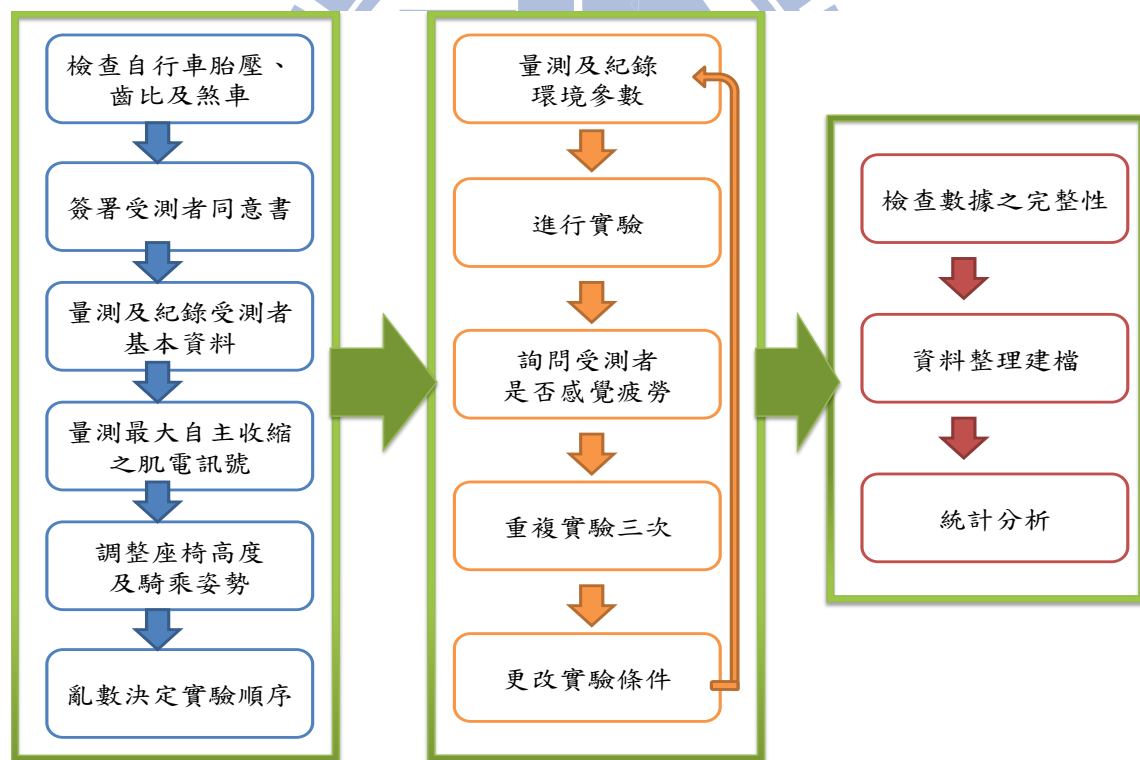 檢查自行車胎壓、
齒比及煞車
簽署受測者同意書
量測及紀錄受測者
基本資料
量測最大自主收縮
之肌電訊號
調整座椅高度
及騎乘姿勢
亂數決定實驗順序
量測及紀錄
環境參數
進行實驗
詢問受測者
是否感覺疲勞
重複實驗三次
更改實驗條件
檢查數據之完整性
資料整理建檔
統計分析